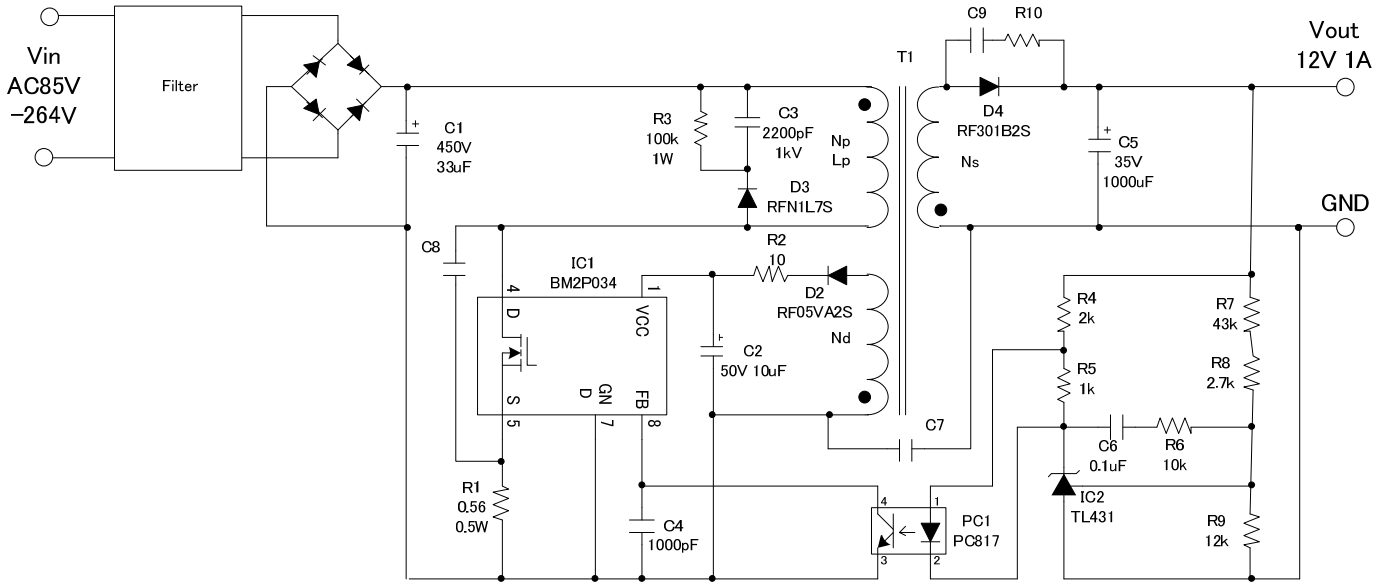 Vin
AC85V
-264V
Filter
C1
450V
33uF
R3
100k
1W
C3
2200pF
1kV
D3
RFN1L7S
Np
Lp
T1
Ns
C9
R10
D4
RF301B2S
C5
35V
1000uF
Vout
12V 1A
GND
C8
IC1
BM2P034
4
D
1
VCC
S
5
GN
D
7
FB
8
R2
10
D2
RF05VA2S
Nd
C2
50V 10uF
C7
R1
0.56
0.5W
C4
1000pF
4
3
1
2
PC1
PC817
R4
2k
R5
1k
C6
0.1uF
R6
10k
IC2
TL431
R7
43k
R8
2.7k
R9
12k
+
+
+